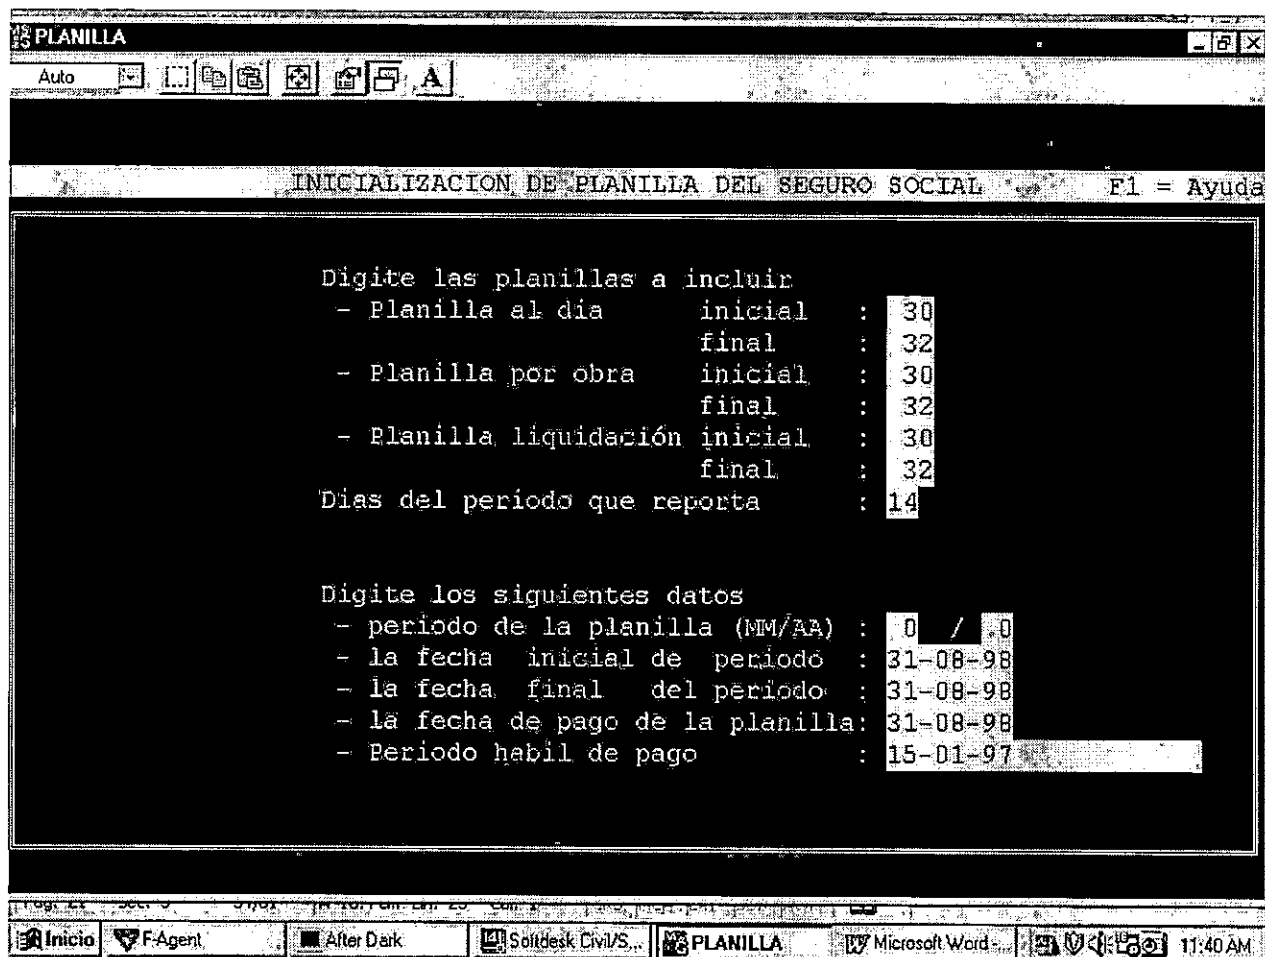 PLANILLA
Auto
A
INICIALIZACION DE PLANILLA DEL SEGURO SOCIAL F1 = Ayuda
Digite las planillas a incluir
- Planilla al dia inicial : 30
final : 32
- Planilla por obra inicial : 30
final : 32
- Planilla liquidación inicial : 30
final : 32
Dias del periodo que reporta : 14
Digite los siguientes datos
- periodo de la planilla (MM/AA) : 0 / 0
- la fecha inicial de periodo : 31-08-98
- la fecha final del periodo : 31-08-98
- la fecha de pago de la planilla: 31-08-98
- Periodo habil de pago : 15-01-97
Inicio F-Agent After Dark Softdesk Civil/S... PLANILLA Microsoft Word -... 11:40 AM